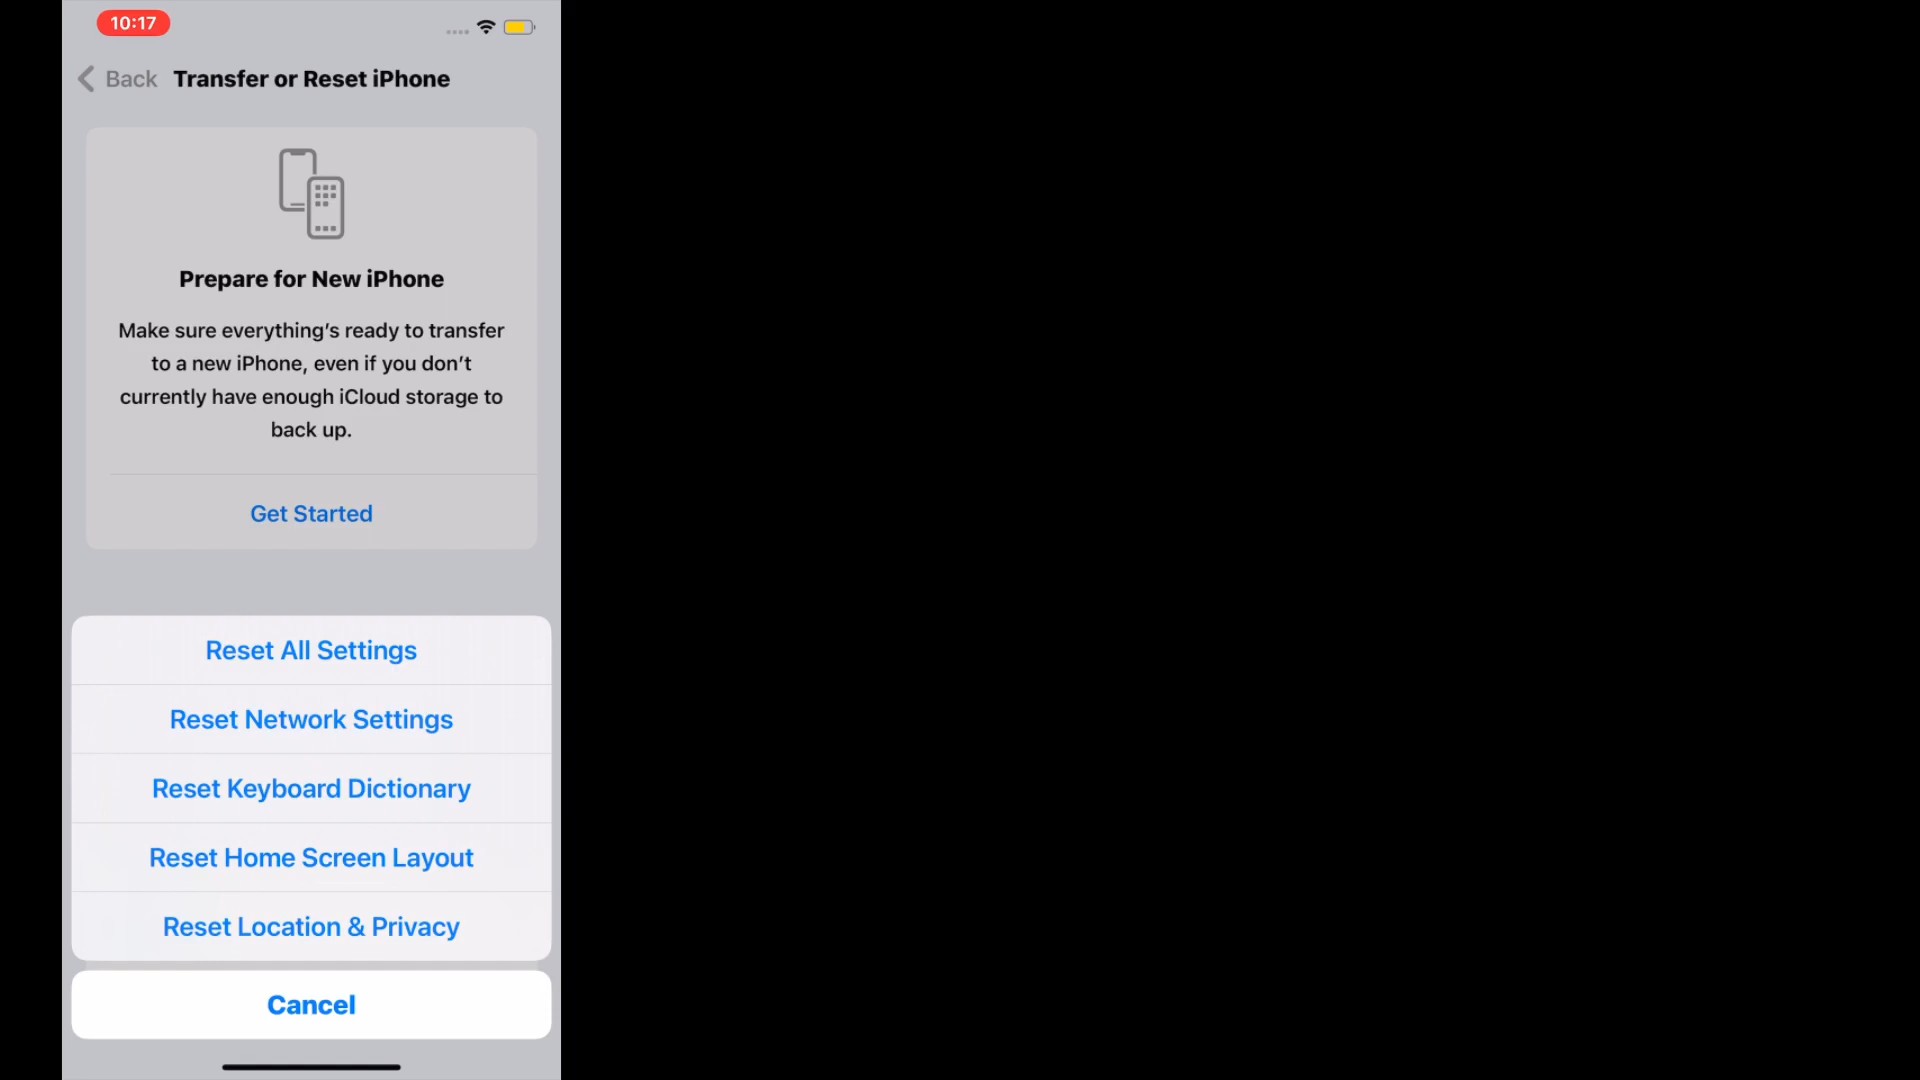 10:17
Back Transfer or Reset iPhone
Prepare for New iPhone
Make sure everything's ready to transfer
to a new iPhone, even if you don't
currently have enough iCloud storage to
back up.
Get Started
Reset All Settings
Reset Network Settings
Reset Keyboard Dictionary
Reset Home Screen Layout
Reset Location & Privacy
Cancel